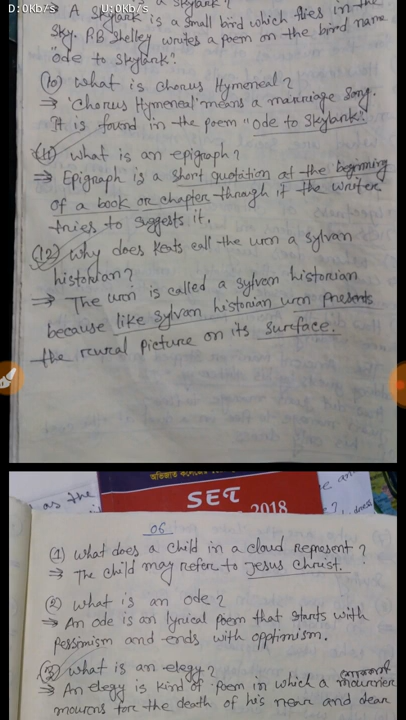 D:0Kb/s U:0Kb/s
a skylark?
⇒ A Skylark is a small bird which flies in the
sky. P.B Shelley writes a poem on the bird name
"Ode to Skylark".
(10) What is Chorus Hymeneal?
⇒ 'Chorus Hymeneal' means a marriage song.
It is found in the poem "Ode to Skylark".
(11) What is an epigraph?
⇒ Epigraph is a short quotation at the beginning
of a book or chapter through it the writer
tries to suggests it.
(12) Why does Keats call the urn a sylvan
historian?
⇒ The urn is called a sylvan historian
because like sylvan historian urn presents
the rural picture on its surface.
as the
SET
2018
06
(1) What does a child in a cloud represent?
⇒ The child may refer to Jesus Christ.
(2) What is an ode?
⇒ An ode is an lyrical poem that starts with
pessimism and ends with opptimism.
(3) What is an elegy?
⇒ An elegy is kind of poem in which a mourner
mourns for the death of his near and dear